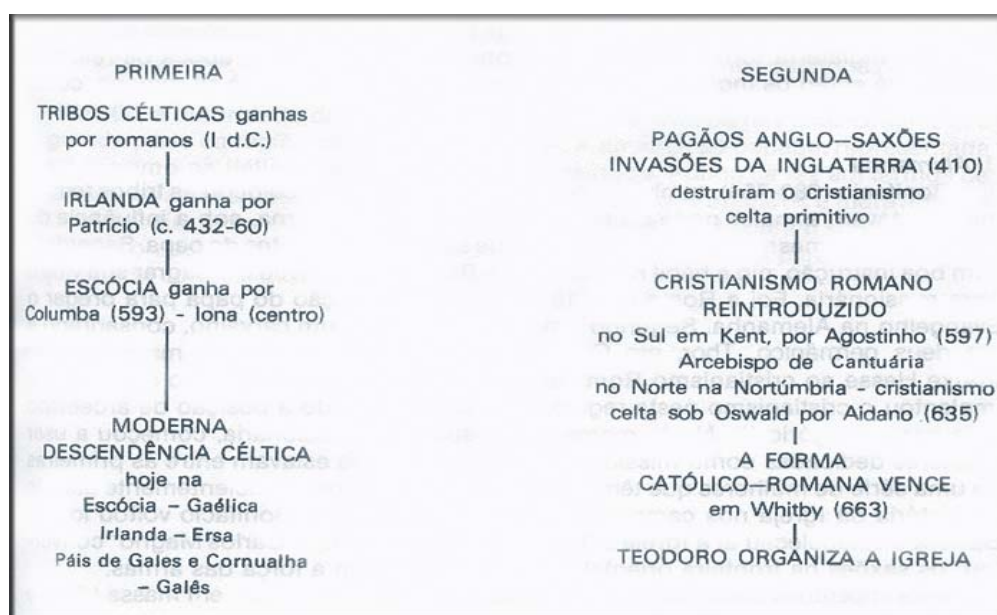 PRIMEIRA
TRIBOS CÉLTICAS ganhas
por romanos (I d.C.)
IRLANDA ganha por
Patrício (c. 432-60)
ESCÓCIA ganha por
Columba (593) - Iona (centro)
MODERNA
DESCENDÊNCIA CÉLTICA
hoje na
Escócia - Gaélica
Irlanda - Ersa
Páis de Gales e Cornualha
- Galês
SEGUNDA
PAGÃOS ANGLO-SAXÕES
INVASÕES DA INGLATERRA (410)
destruíram o cristianismo
celta primitivo
CRISTIANISMO ROMANO
REINTRODUZIDO
no Sul em Kent, por Agostinho (597)
Arcebispo de Cantuária
no Norte na Nortúmbria - cristianismo
celta sob Oswald por Aidano (635)
A FORMA
CATÓLICO-ROMANA VENCE
em Whitby (663)
TEODORO ORGANIZA A IGREJA